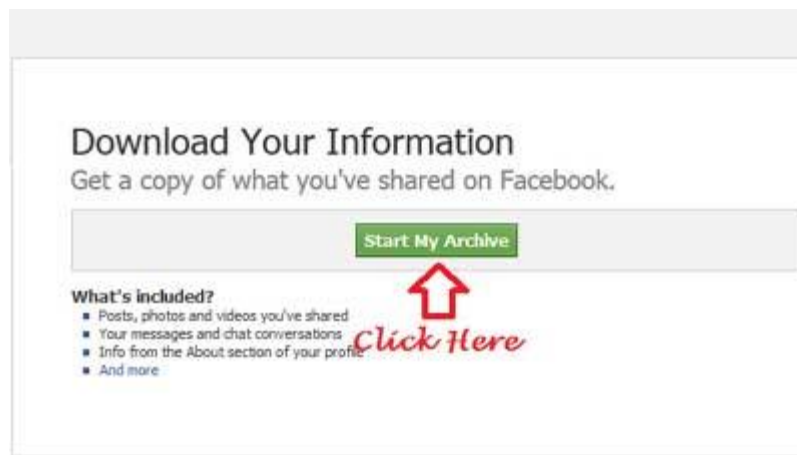 Download Your Information
Get a copy of what you've shared on Facebook.
Start My Archive
What's included?
Posts, photos and videos you've shared
Your messages and chat conversations
Info from the About section of your profile
And more
Click Here